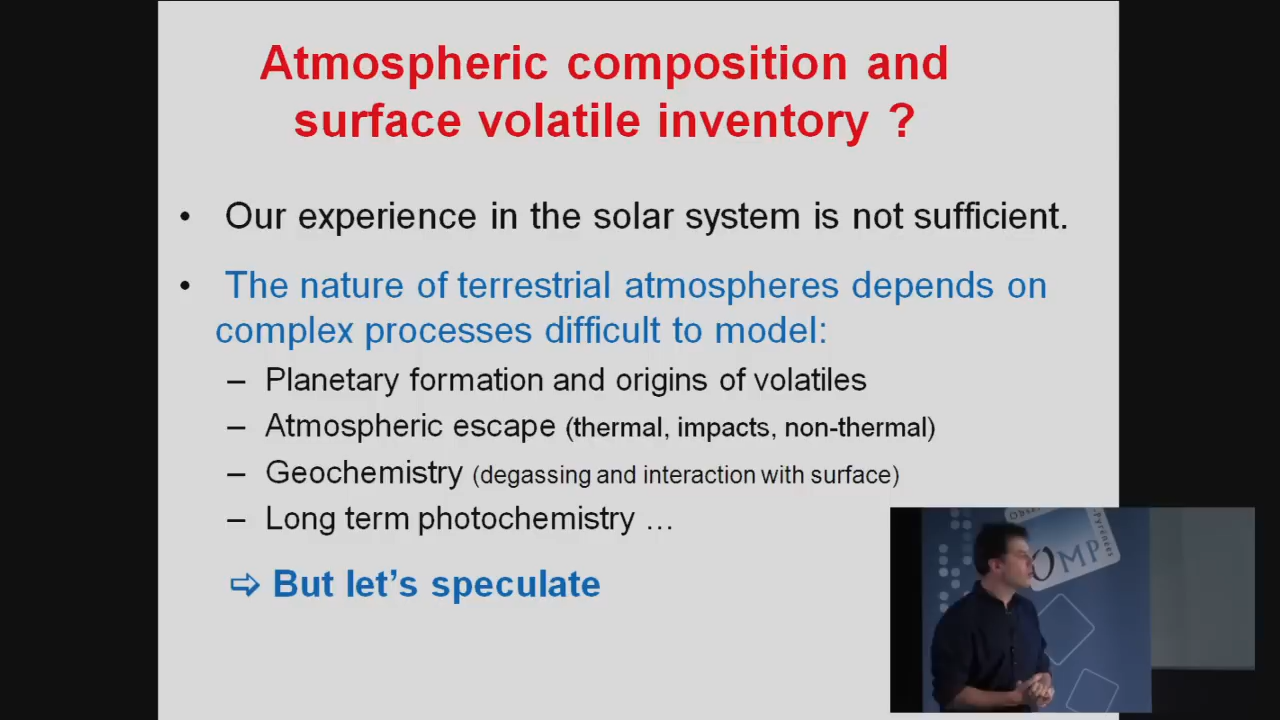 Atmospheric composition and
surface volatile inventory ?
• Our experience in the solar system is not sufficient.
• The nature of terrestrial atmospheres depends on
complex processes difficult to model:
– Planetary formation and origins of volatiles
– Atmospheric escape (thermal, impacts, non-thermal)
– Geochemistry (degassing and interaction with surface)
– Long term photochemistry …
⇨ But let's speculate
OMP